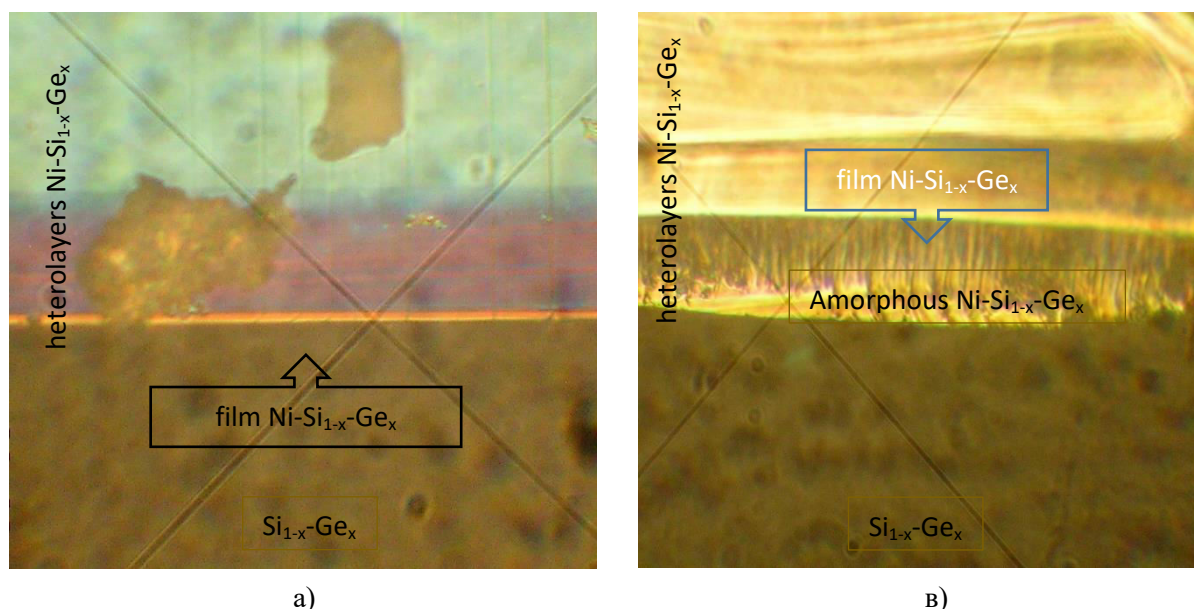 heterolayers Ni-Si₁₋ₓ-Geₓ
film Ni-Si₁₋ₓ-Geₓ
Si₁₋ₓ-Geₓ
а)
heterolayers Ni-Si₁₋ₓ-Geₓ
film Ni-Si₁₋ₓ-Geₓ
Amorphous Ni-Si₁₋ₓ-Geₓ
Si₁₋ₓ-Geₓ
в)